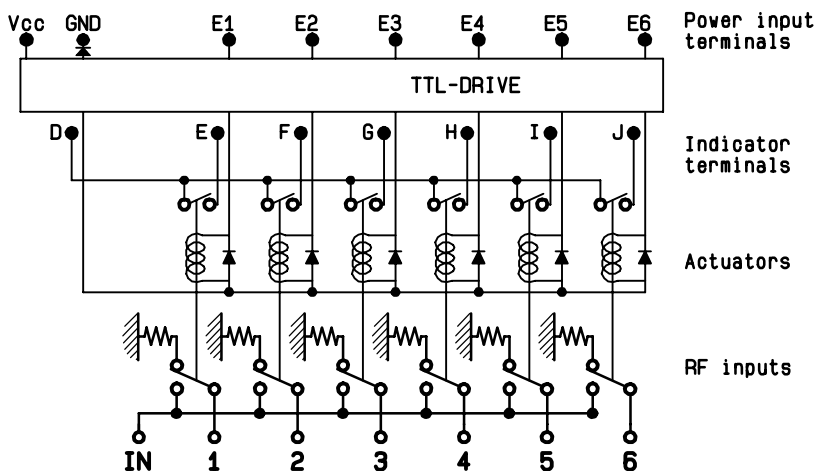 Vcc GND E1 E2 E3 E4 E5 E6 Power input
terminals
TTL-DRIVE
D E F G H I J Indicator
terminals
Actuators
RF inputs
IN 1 2 3 4 5 6